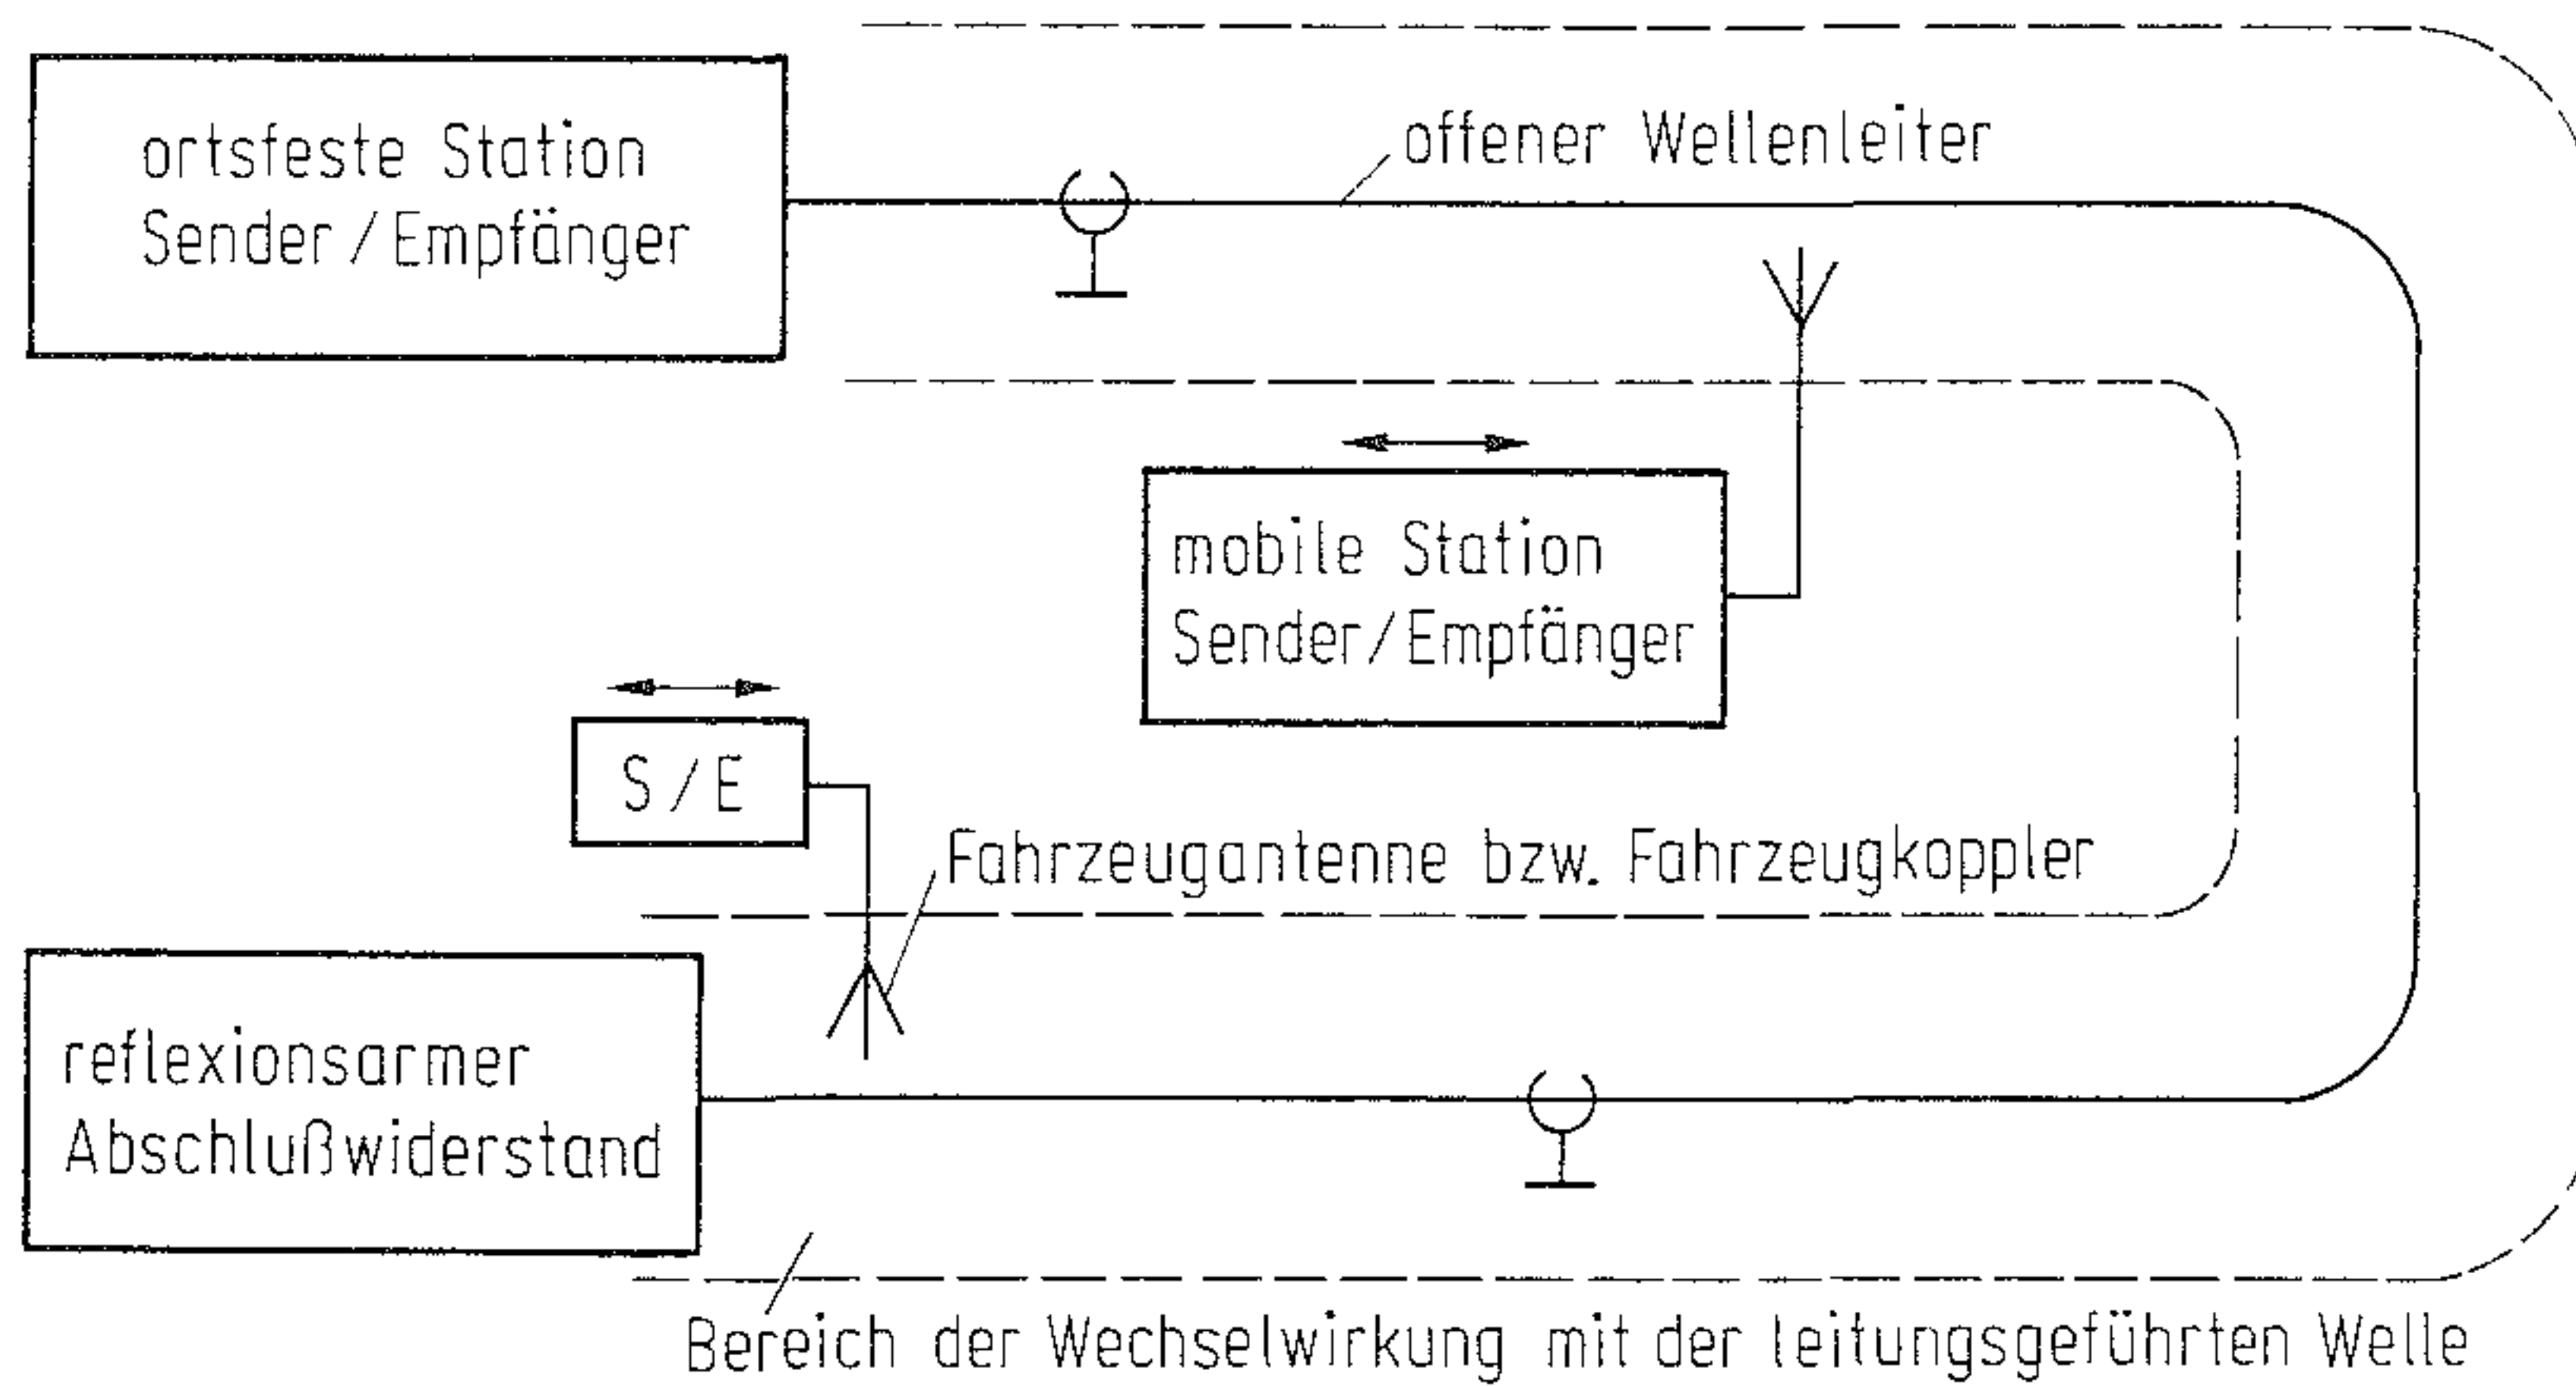 ortsfeste Station
Sender / Empfänger
offener Wellenleiter
mobile Station
Sender/Empfänger
S / E
Fahrzeugantenne bzw. Fahrzeugkoppler
reflexionsarmer
Abschlußwiderstand
Bereich der Wechselwirkung mit der leitungsgeführten Welle